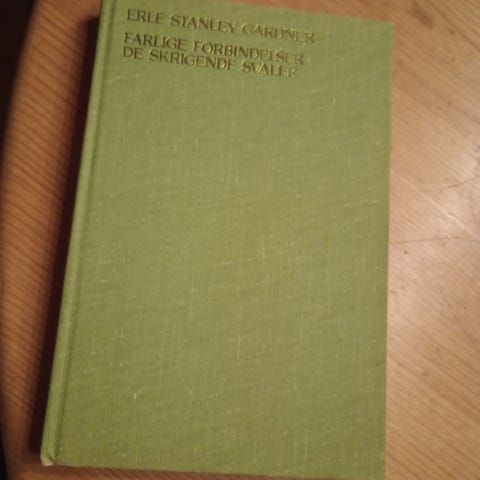 ERLE STANLEY GARDNER
FARLIGE FORBINDELSER
DE SKRIGENDE SVALER